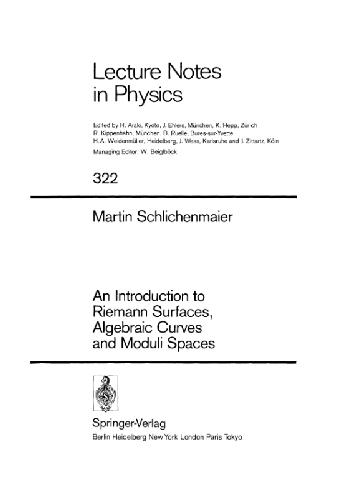 Lecture Notes
in Physics
Edited by H. Araki, Kyoto, J. Ehlers, München, K. Hepp, Zürich
R. Kippenhahn, München, D. Ruelle, Bures-sur-Yvette
H.A. Weidenmüller, Heidelberg, J. Wess, Karlsruhe and J. Zittartz, Köln
Managing Editor: W. Beiglböck
322
Martin Schlichenmaier
An Introduction to
Riemann Surfaces,
Algebraic Curves
and Moduli Spaces
Springer-Verlag
Berlin Heidelberg New York London Paris Tokyo